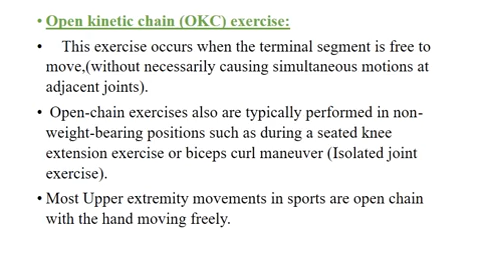 • Open kinetic chain (OKC) exercise:
• This exercise occurs when the terminal segment is free to
move,(without necessarily causing simultaneous motions at
adjacent joints).
• Open-chain exercises also are typically performed in non-
weight-bearing positions such as during a seated knee
extension exercise or biceps curl maneuver (Isolated joint
exercise).
• Most Upper extremity movements in sports are open chain
with the hand moving freely.